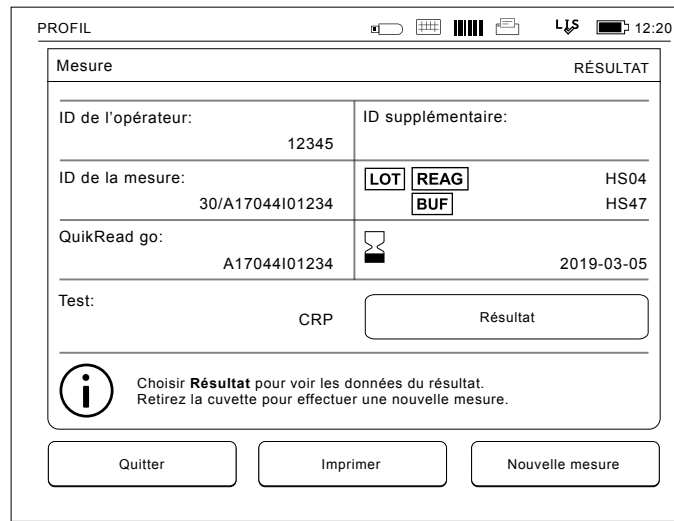 PROFIL
LIS
12:20
Mesure
RÉSULTAT
ID de l’opérateur:
12345
ID supplémentaire:
ID de la mesure:
30/A17044I01234
LOT REAG HS04
BUF HS47
QuikRead go:
A17044I01234
2019-03-05
Test:
CRP
Résultat
Choisir Résultat pour voir les données du résultat.
Retirez la cuvette pour effectuer une nouvelle mesure.
Quitter
Imprimer
Nouvelle mesure